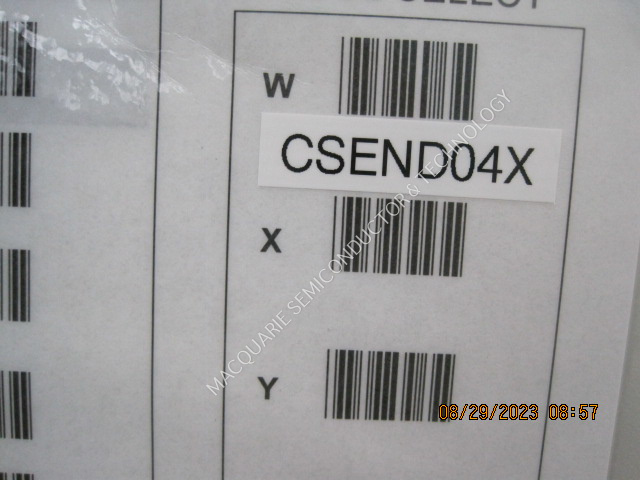 W
CSEND04X
X
Y
MACQUARIE SEMICONDUCTOR & TECHNOLOGY
08/29/2023 08:57